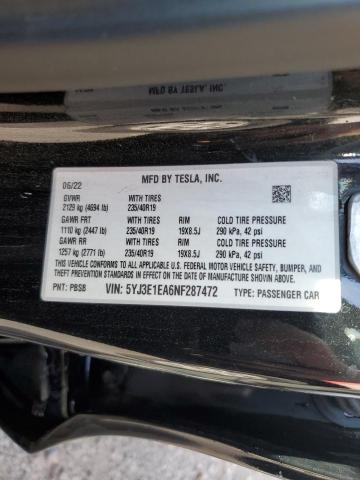 MFD BY TESLA, INC.
06/22
GVWR WITH TIRES
2129 kg (4694 lb) 235/40R19
GAWR FRT WITH TIRES RIM COLD TIRE PRESSURE
1110 kg (2447 lb) 235/40R19 19X8.5J 290 kPa, 42 psi
GAWR RR WITH TIRES RIM COLD TIRE PRESSURE
1257 kg (2771 lb) 235/40R19 19X8.5J 290 kPa, 42 psi
THIS VEHICLE CONFORMS TO ALL APPLICABLE U.S. FEDERAL MOTOR VEHICLE SAFETY, BUMPER, AND
THEFT PREVENTION STANDARDS IN EFFECT ON THE DATE OF MANUFACTURE SHOWN ABOVE.
PNT: PBSB VIN: 5YJ3E1EA6NF287472 TYPE: PASSENGER CAR